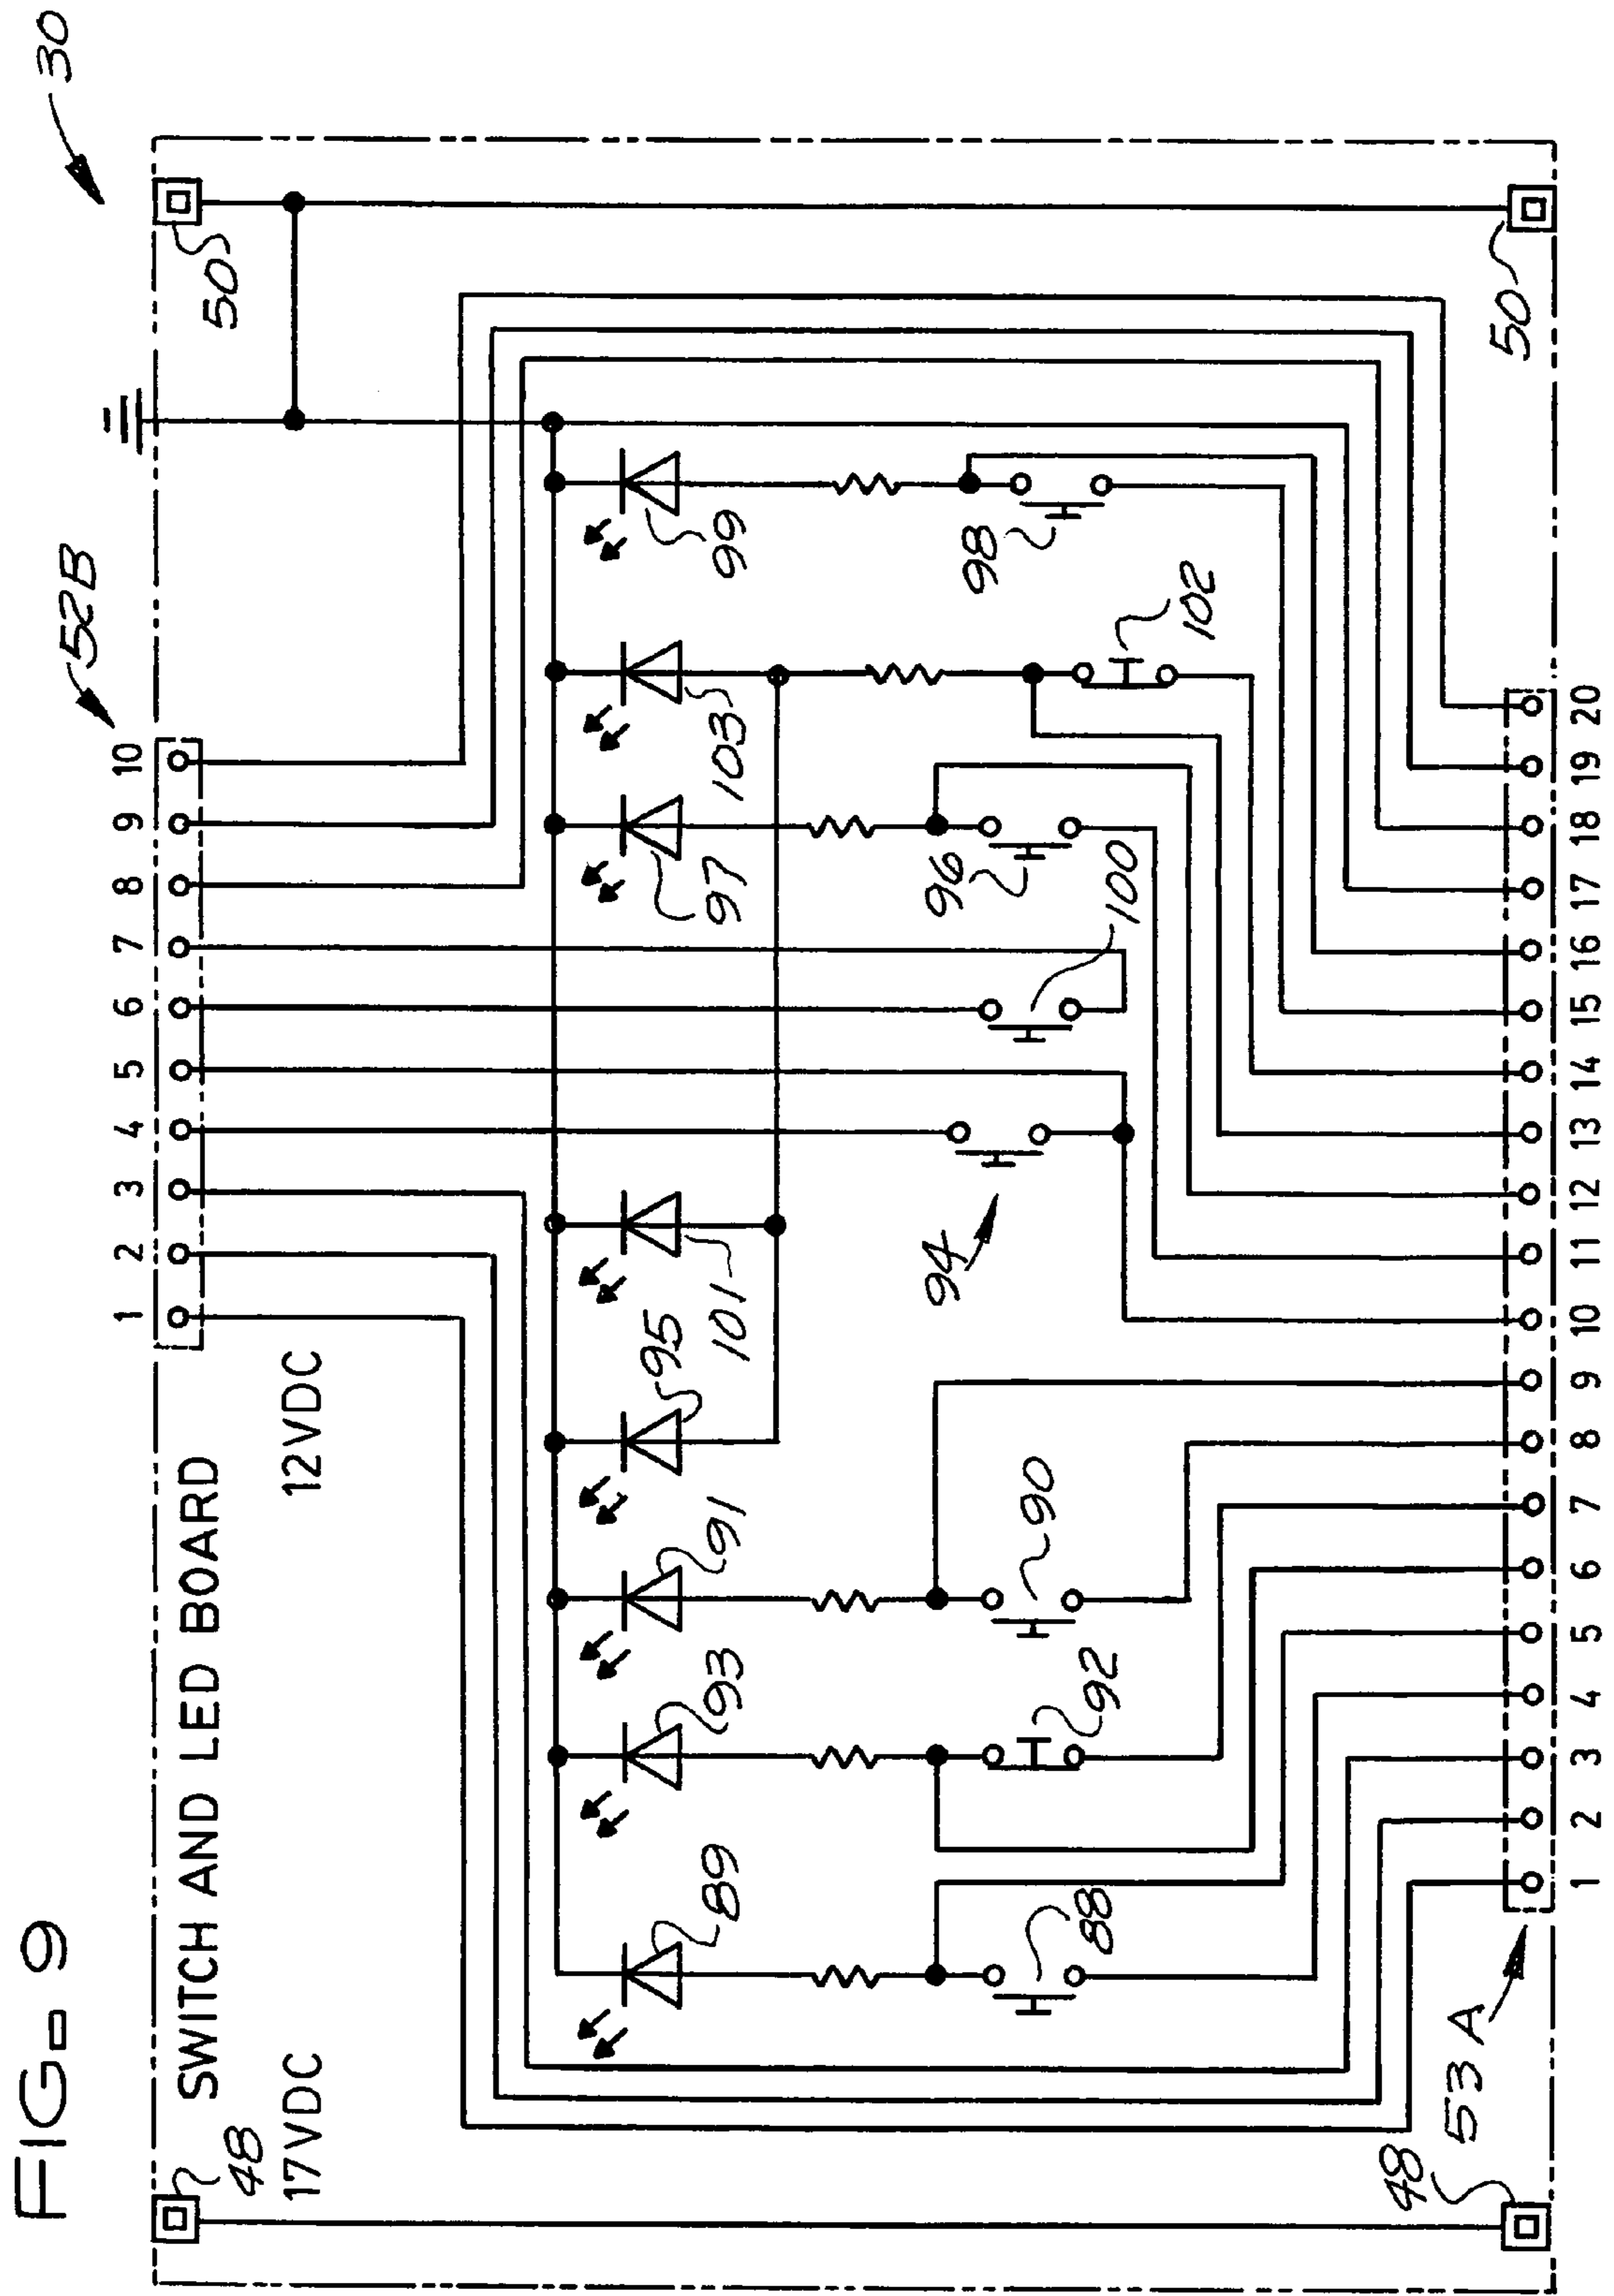 FIG. 9
30
SWITCH AND LED BOARD
52B
48
17VDC
12VDC
50
1 2 3 4 5 6 7 8 9 10
89
93
91
95
101
97
103
99
88
92
90
94
100
96
102
98
48
53A
50
1 2 3 4 5 6 7 8 9 10 11 12 13 14 15 16 17 18 19 20